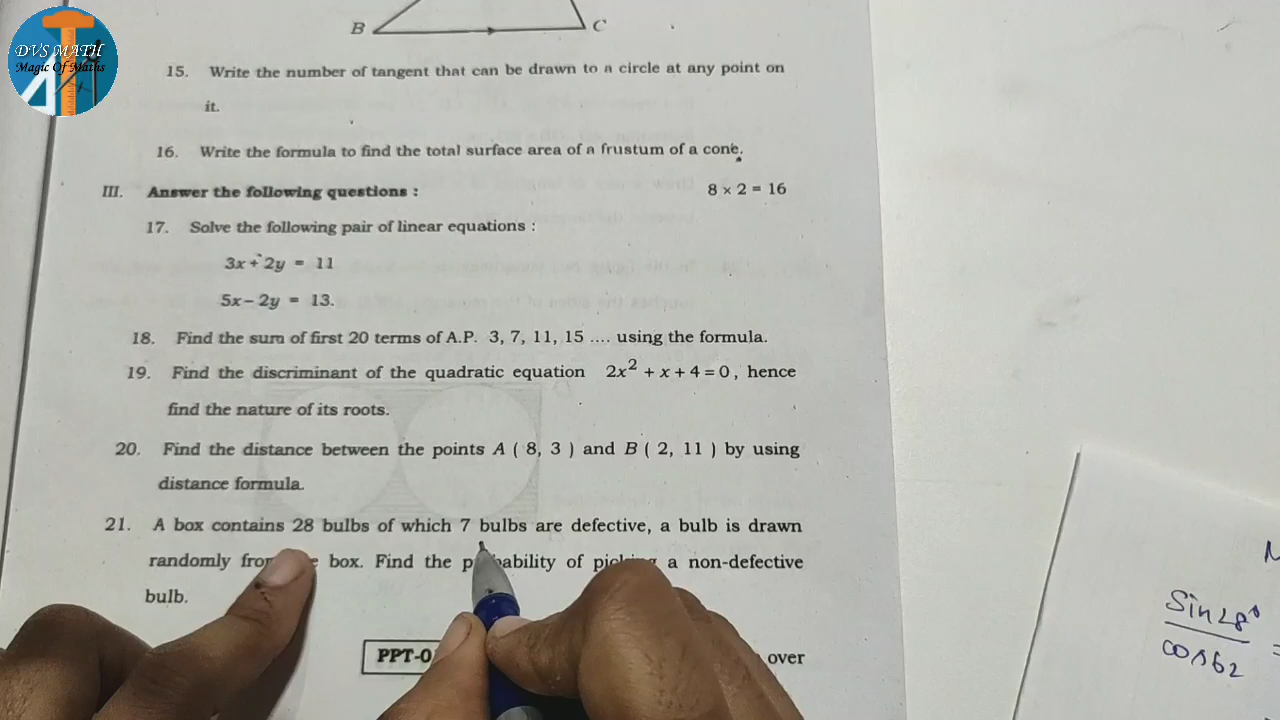 DVS MATH
Magic Of Maths
B
C
15. Write the number of tangent that can be drawn to a circle at any point on
it.
16. Write the formula to find the total surface area of a frustum of a cone.
III. Answer the following questions : 8 × 2 = 16
17. Solve the following pair of linear equations :
3x + 2y = 11
5x – 2y = 13.
18. Find the sum of first 20 terms of A.P. 3, 7, 11, 15 .... using the formula.
19. Find the discriminant of the quadratic equation 2x² + x + 4 = 0, hence
find the nature of its roots.
20. Find the distance between the points A ( 8, 3 ) and B ( 2, 11 ) by using
distance formula.
21. A box contains 28 bulbs of which 7 bulbs are defective, a bulb is drawn
randomly box. Find the of a non-defective
bulb.
over